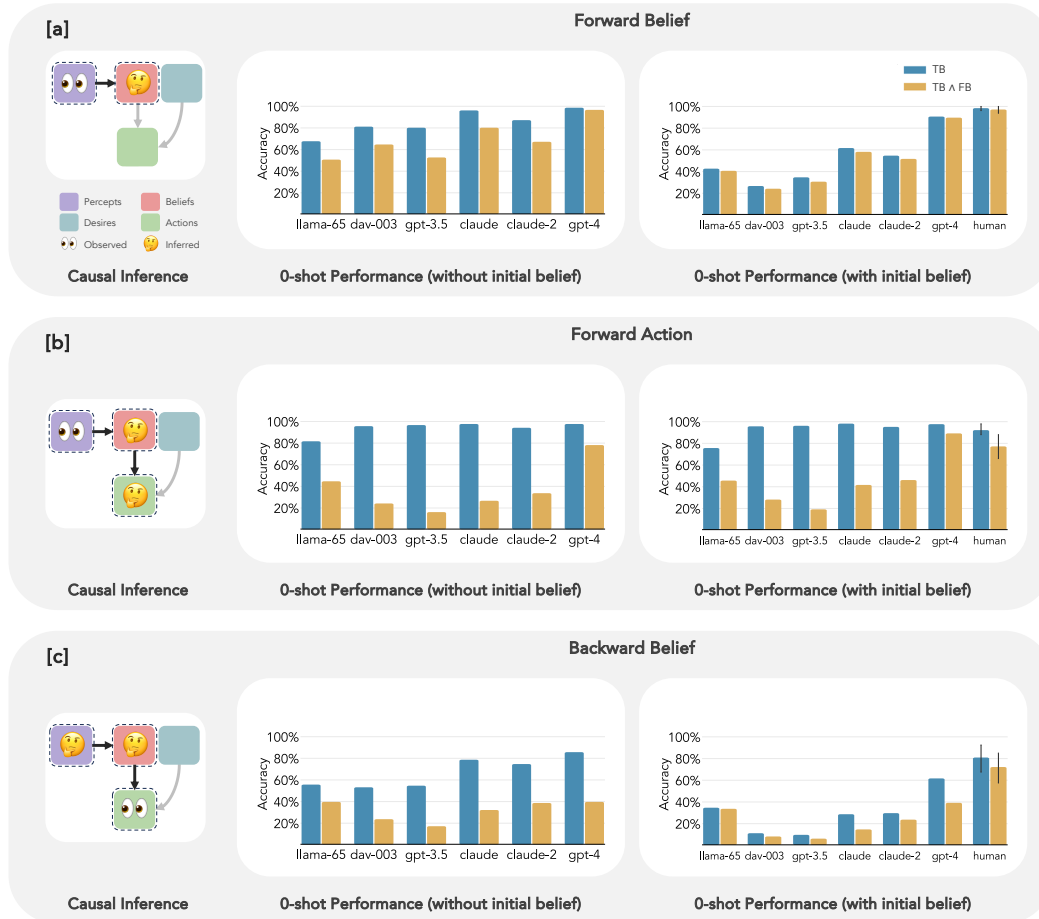 [a]
Forward Belief
Percepts
Beliefs
Desires
Actions
Observed
Inferred
Causal Inference
Accuracy
100%
80%
60%
40%
20%
llama-65 dav-003 gpt-3.5 claude claude-2 gpt-4
0-shot Performance (without initial belief)
TB
TB ∧ FB
Accuracy
100%
80%
60%
40%
20%
llama-65 dav-003 gpt-3.5 claude claude-2 gpt-4 human
0-shot Performance (with initial belief)
[b]
Forward Action
Causal Inference
Accuracy
100%
80%
60%
40%
20%
llama-65 dav-003 gpt-3.5 claude claude-2 gpt-4
0-shot Performance (without initial belief)
Accuracy
100%
80%
60%
40%
20%
llama-65 dav-003 gpt-3.5 claude claude-2 gpt-4 human
0-shot Performance (with initial belief)
[c]
Backward Belief
Causal Inference
Accuracy
100%
80%
60%
40%
20%
llama-65 dav-003 gpt-3.5 claude claude-2 gpt-4
0-shot Performance (without initial belief)
Accuracy
100%
80%
60%
40%
20%
llama-65 dav-003 gpt-3.5 claude claude-2 gpt-4 human
0-shot Performance (with initial belief)